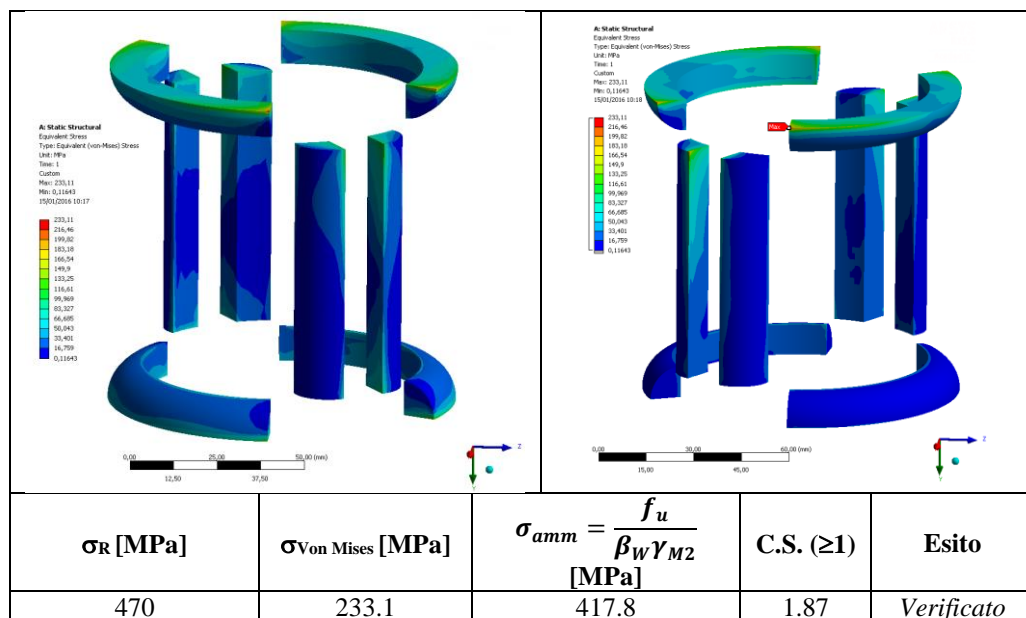 A: Static Structural
Equivalent Stress
Type: Equivalent (von-Mises) Stress
Unit: MPa
Time: 1
Custom
Max: 233,11
Min: 0,11643
15/01/2016 10:17
233,11
216,46
199,82
183,18
166,54
149,9
133,25
116,61
99,969
83,327
66,685
50,043
33,401
16,759
0,11643
0,00 25,00 50,00 (mm)
12,50 37,50
Z
Y
A: Static Structural
Equivalent Stress
Type: Equivalent (von-Mises) Stress
Unit: MPa
Time: 1
Custom
Max: 233,11
Min: 0,11643
15/01/2016 10:18
233,11
216,46
199,82
183,18
166,54
149,9
133,25
116,61
99,969
83,327
66,685
50,043
33,401
16,759
0,11643
Max
0,00 30,00 60,00 (mm)
15,00 45,00
Z
Y
σR [MPa] σVon Mises [MPa] σamm = fu / βW γM2 [MPa] C.S. (≥1) Esito
470 233.1 417.8 1.87 Verificato